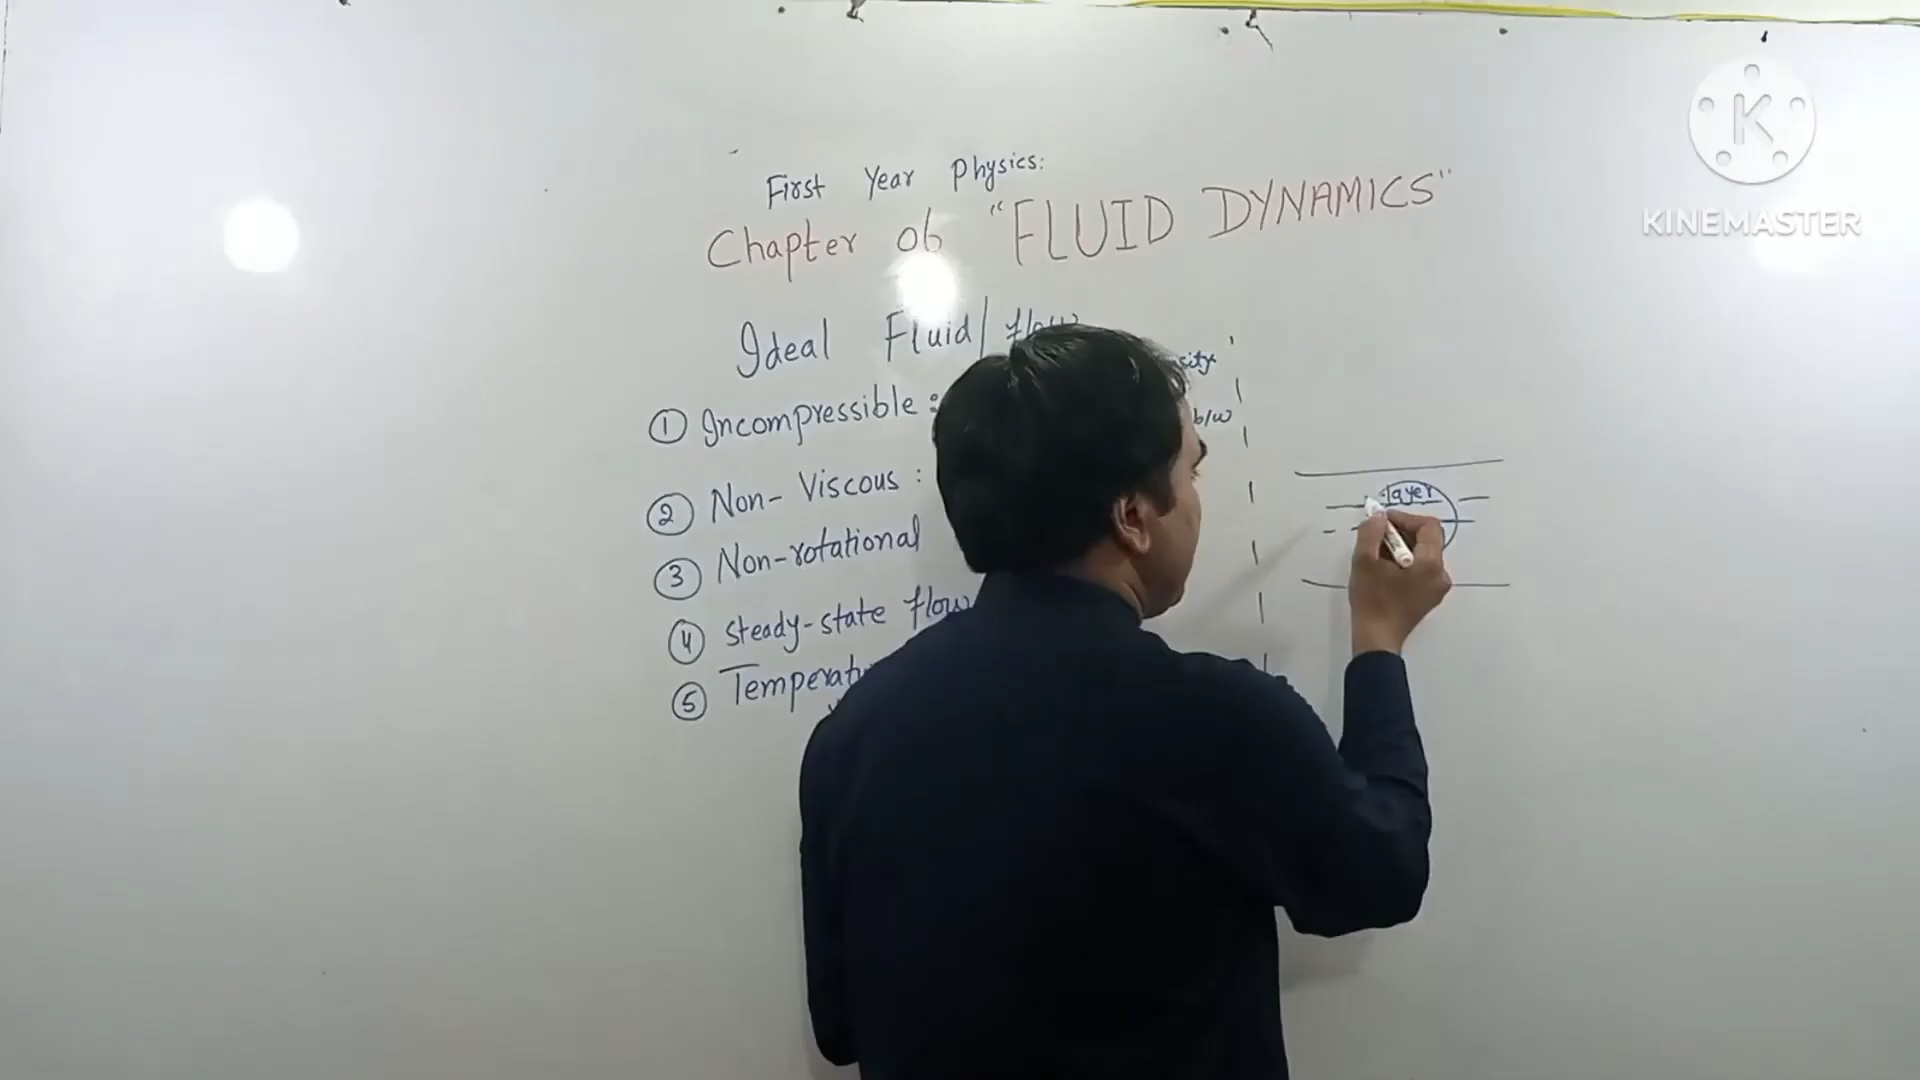 First Year Physics:
Chapter 06 "FLUID DYNAMICS"
Ideal Fluid/ flow
① Incompressible :
b/w
② Non- Viscous :
③ Non-rotational
④ Steady-state flow
⑤
layer
K
KINEMASTER